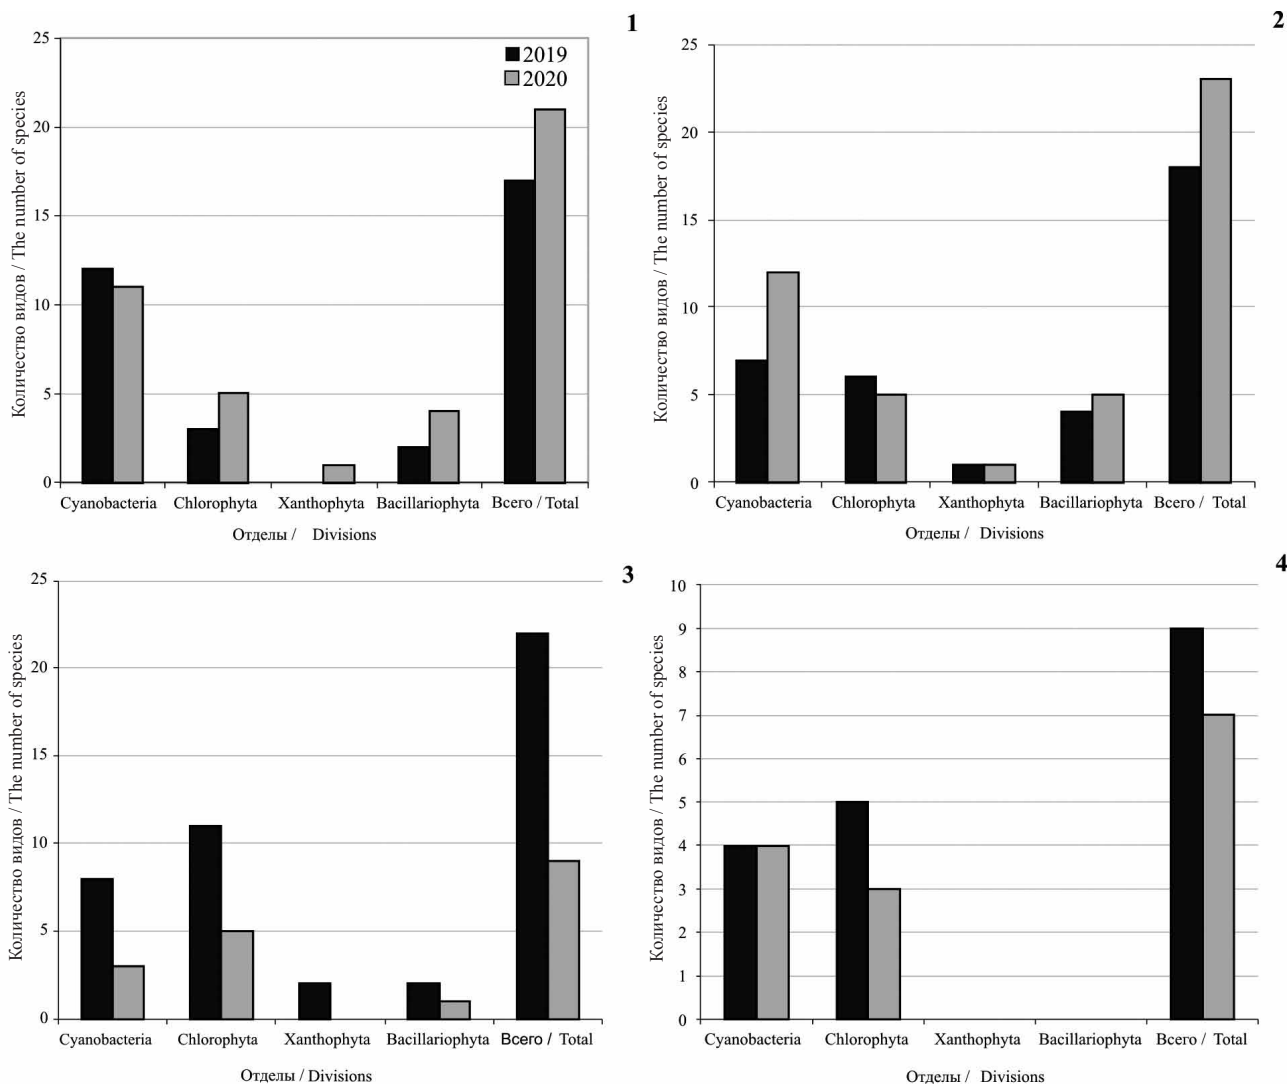 1
25
20
15
10
5
0
Количество видов / The number of species
2019
2020
Cyanobacteria Chlorophyta Xanthophyta Bacillariophyta Всего / Total
Отделы / Divisions
2
25
20
15
10
5
0
Количество видов / The number of species
Cyanobacteria Chlorophyta Xanthophyta Bacillariophyta Всего / Total
Отделы / Divisions
3
25
20
15
10
5
0
Количество видов / The number of species
Cyanobacteria Chlorophyta Xanthophyta Bacillariophyta Всего / Total
Отделы / Divisions
4
10
9
8
7
6
5
4
3
2
1
0
Количество видов / The number of species
Cyanobacteria Chlorophyta Xanthophyta Bacillariophyta Всего / Total
Отделы / Divisions